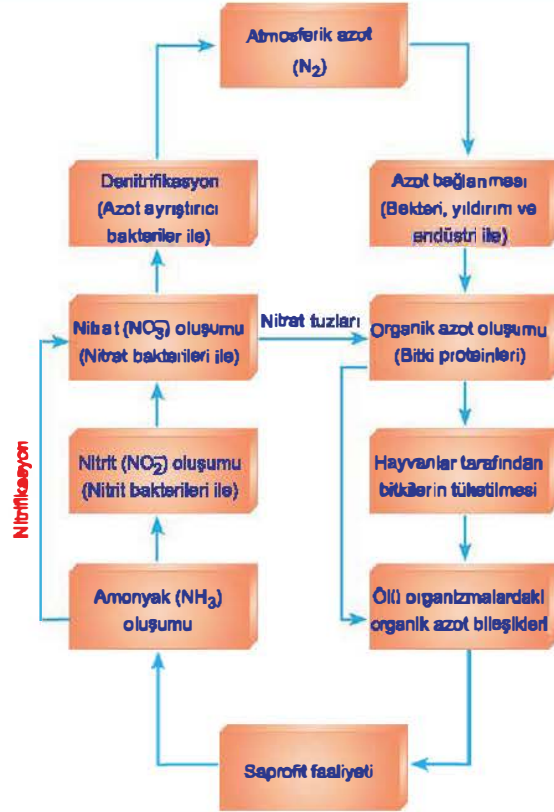 Atmosferik azot
(N₂)
Denitrifikasyon
(Azot ayrıştırıcı
bakteriler ile)
Azot bağlanması
(Bakteri, yıldırım ve
endüstri ile)
Nitrat (NO₃⁻) oluşumu
(Nitrat bakterileri ile)
Nitrat tuzları
Organik azot oluşumu
(Bitki proteinleri)
Nitrifikasyon
Nitrit (NO₂⁻) oluşumu
(Nitrit bakterileri ile)
Hayvanlar tarafından
bitkilerin tüketilmesi
Amonyak (NH₃)
oluşumu
Ölü organizmalardaki
organik azot bileşikleri
Saprofit faaliyeti